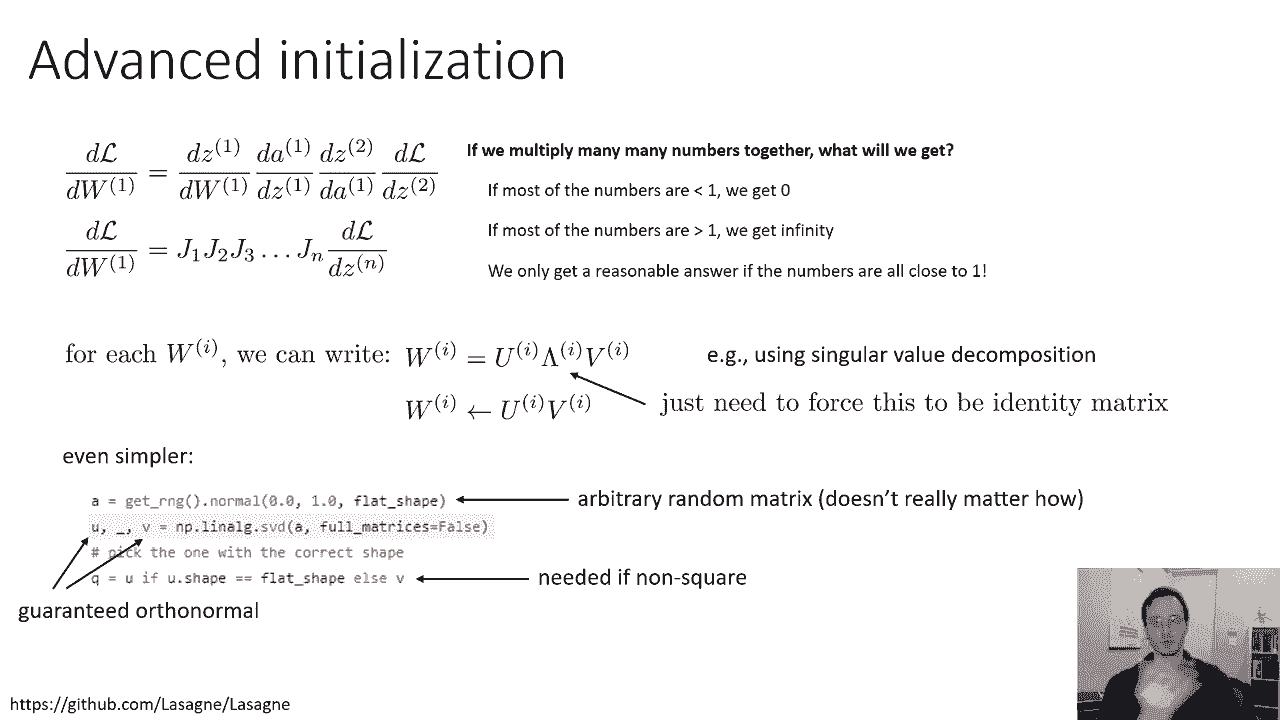 Advanced initialization
\frac{d\mathcal{L}}{dW^{(1)}} = \frac{dz^{(1)}}{dW^{(1)}} \frac{da^{(1)}}{dz^{(1)}} \frac{dz^{(2)}}{da^{(1)}} \frac{d\mathcal{L}}{dz^{(2)}}
\frac{d\mathcal{L}}{dW^{(1)}} = J_1 J_2 J_3 \ldots J_n \frac{d\mathcal{L}}{dz^{(n)}}
If we multiply many many numbers together, what will we get?
If most of the numbers are < 1, we get 0
If most of the numbers are > 1, we get infinity
We only get a reasonable answer if the numbers are all close to 1!
for each W^{(i)}, we can write: W^{(i)} = U^{(i)} Λ^{(i)} V^{(i)}
e.g., using singular value decomposition
W^{(i)} ← U^{(i)} V^{(i)}
just need to force this to be identity matrix
even simpler:
a = get_rng().normal(0.0, 1.0, flat_shape)
arbitrary random matrix (doesn't really matter how)
u, _, v = np.linalg.svd(a, full_matrices=False)
# pick the one with the correct shape
q = u if u.shape == flat_shape else v
needed if non-square
guaranteed orthonormal
https://github.com/Lasagne/Lasagne